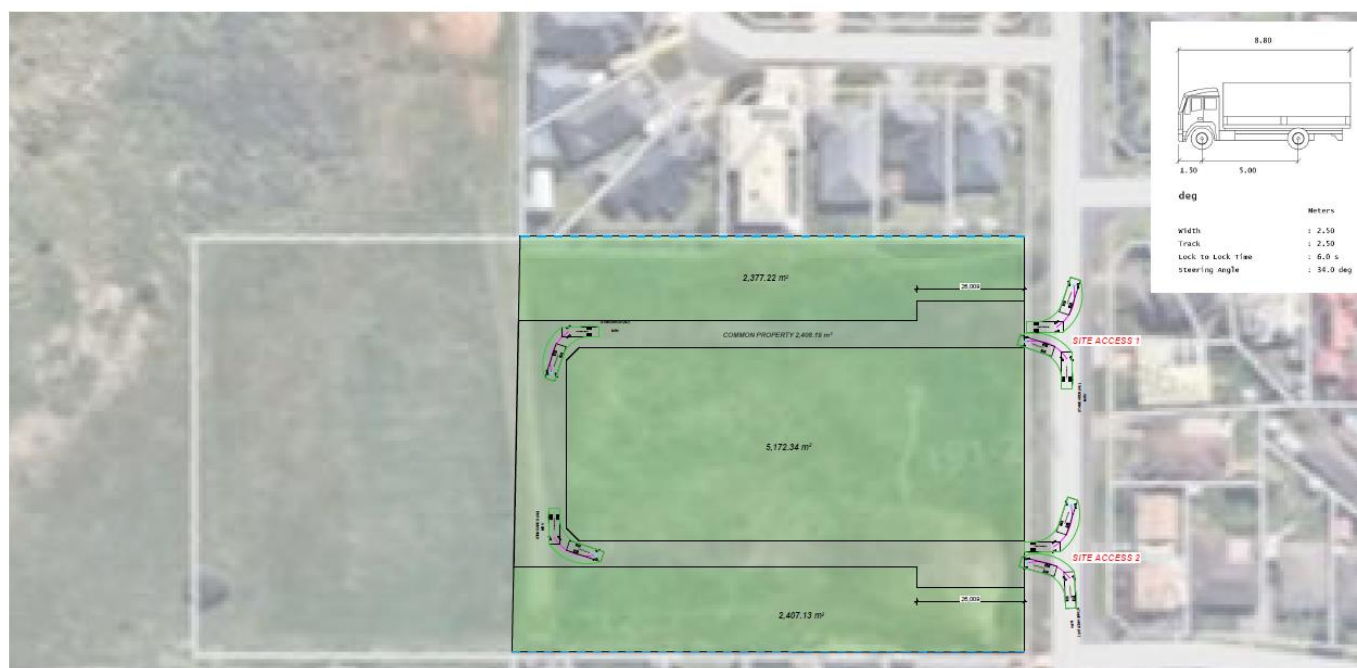 8.80
1.50
5.00
deg
Meters
Width : 2.50
Track : 2.50
Lock to Lock Time : 6.0 s
Steering Angle : 34.0 deg
2,377.22 m²
26.009
COMMON PROPERTY 2,406.19 m²
SITE ACCESS 1
5,172.34 m²
SITE ACCESS 2
26.009
2,407.13 m²